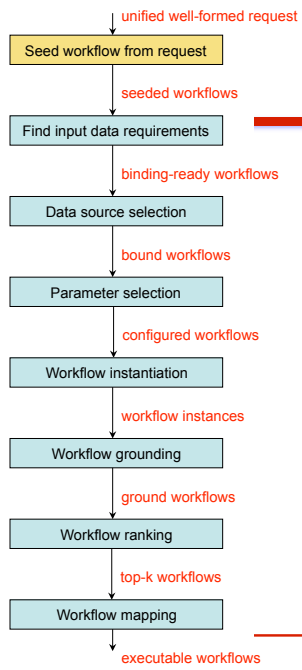 unified well-formed request
Seed workflow from request
seeded workflows
Find input data requirements
binding-ready workflows
Data source selection
bound workflows
Parameter selection
configured workflows
Workflow instantiation
workflow instances
Workflow grounding
ground workflows
Workflow ranking
top-k workflows
Workflow mapping
executable workflows